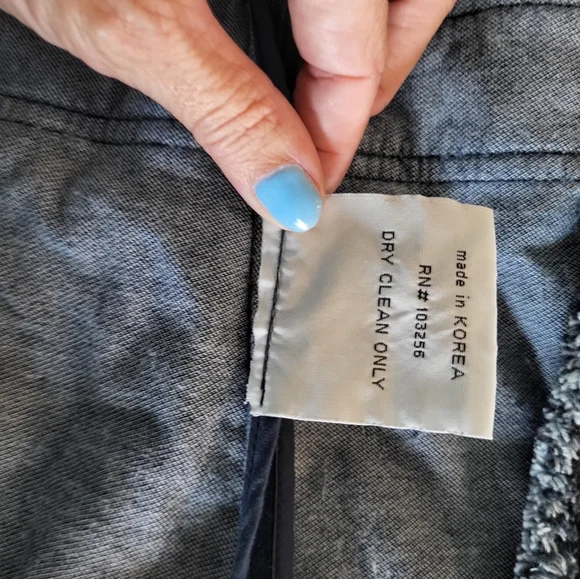 made in KOREA
RN# 103256
DRY CLEAN ONLY